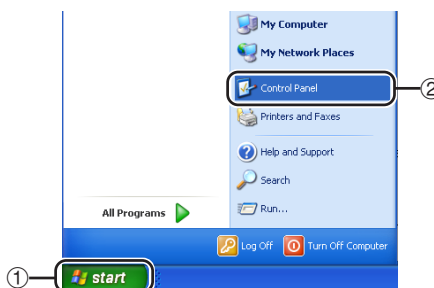 My Computer
My Network Places
Control Panel
②
Printers and Faxes
Help and Support
Search
All Programs
Run...
Log Off Turn Off Computer
① start